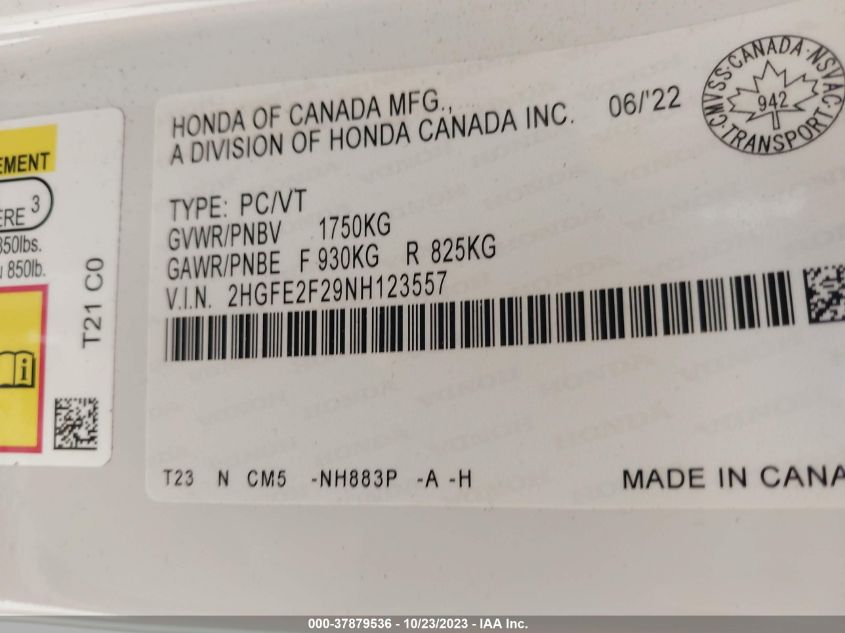 HONDA OF CANADA MFG.,
A DIVISION OF HONDA CANADA INC. 06/'22
CMVSS·CANADA·NSVAC
942
·TRANSPORT·
TYPE: PC/VT
GVWR/PNBV 1750KG
GAWR/PNBE F 930KG R 825KG
V.I.N. 2HGFE2F29NH123557
T23 N CM5 -NH883P -A -H
MADE IN CANA
EMENT
ERE 3
850lbs.
850lb.
T21 C0
i
000-37879536 - 10/23/2023 - IAA Inc.